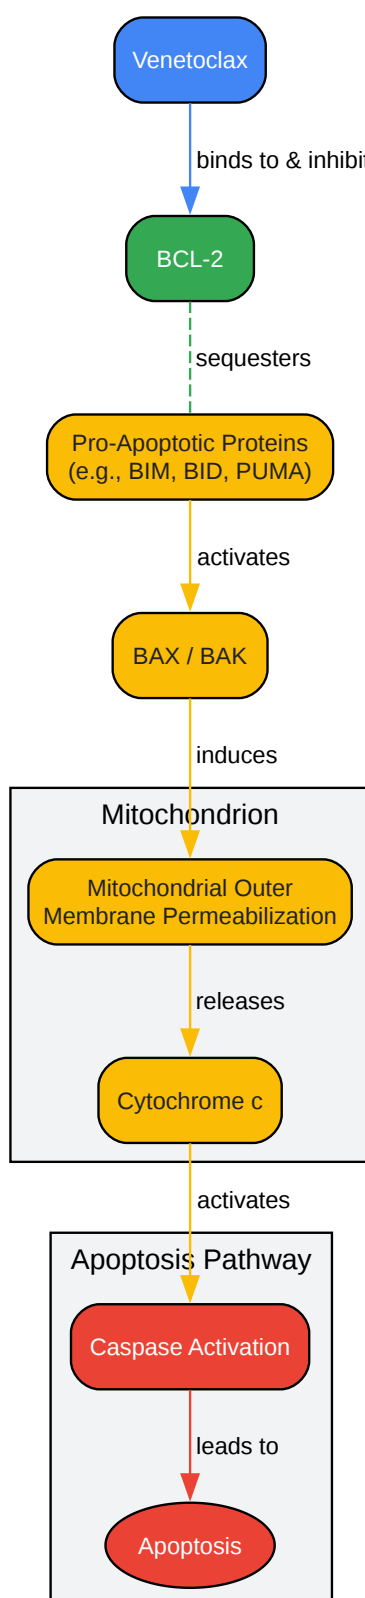 Venetoclax
binds to & inhibit
BCL-2
sequesters
Pro-Apoptotic Proteins
(e.g., BIM, BID, PUMA)
activates
BAX / BAK
induces
Mitochondrion
Mitochondrial Outer
Membrane Permeabilization
releases
Cytochrome c
activates
Apoptosis Pathway
Caspase Activation
leads to
Apoptosis